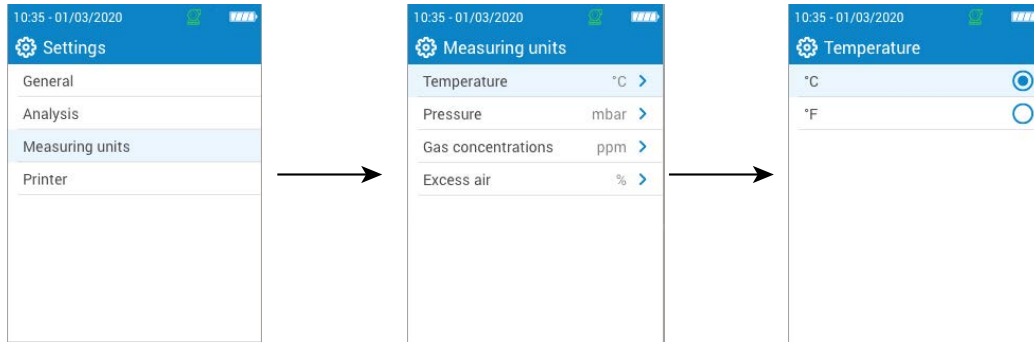 10:35 - 01/03/2020
Settings
General
Analysis
Measuring units
Printer
10:35 - 01/03/2020
Measuring units
Temperature °C
Pressure mbar
Gas concentrations ppm
Excess air %
10:35 - 01/03/2020
Temperature
°C
°F